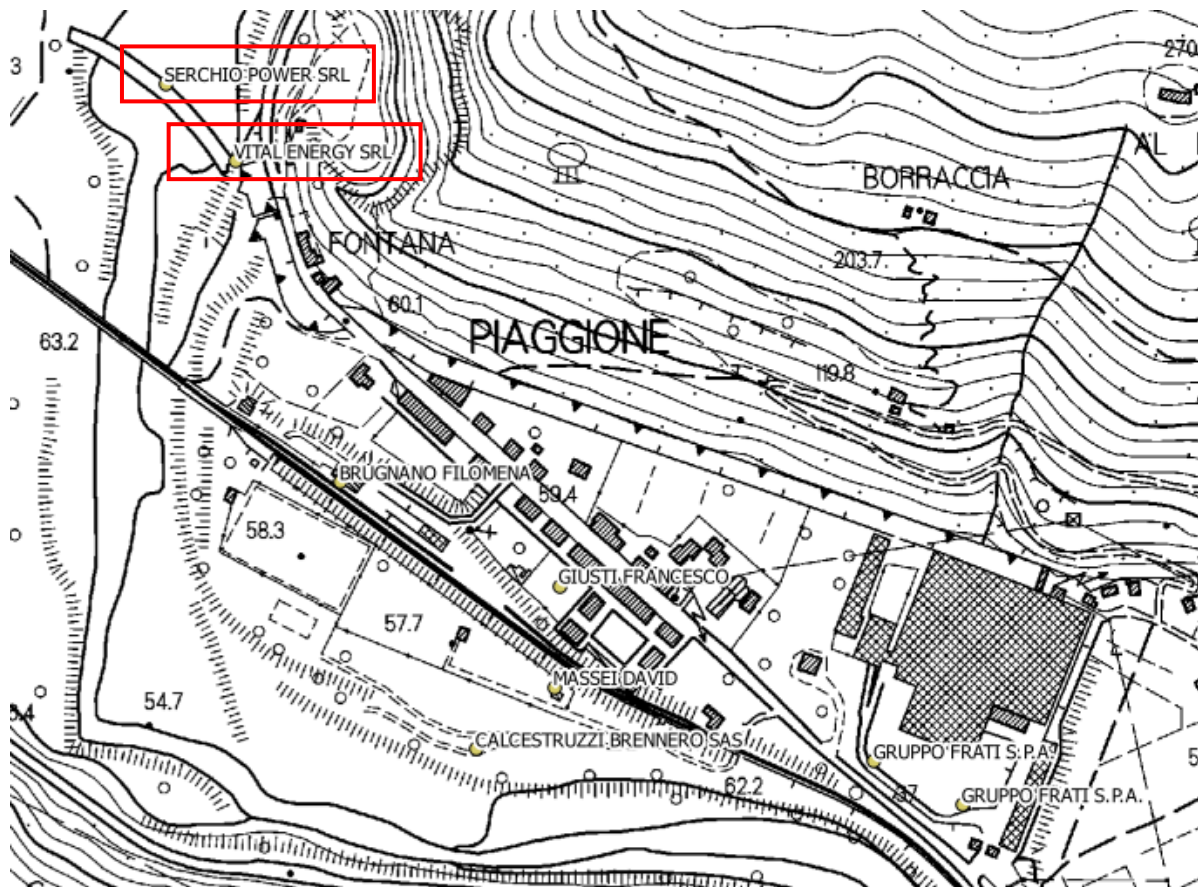 270
3
SERCHIO POWER SRL
VITAL ENERGY SRL
AL
BORRACCIA
FONTANA
203.7
60.1
PIAGGIONE
63.2
119.8
BRUGNANO FILOMENA
59.4
58.3
GIUSTI FRANCESCO
57.7
MASSEI DAVID
54.7
CALCESTRUZZI BRENNERO SAS
GRUPPO FRATI S.P.A.
62.2
37
GRUPPO FRATI S.P.A.